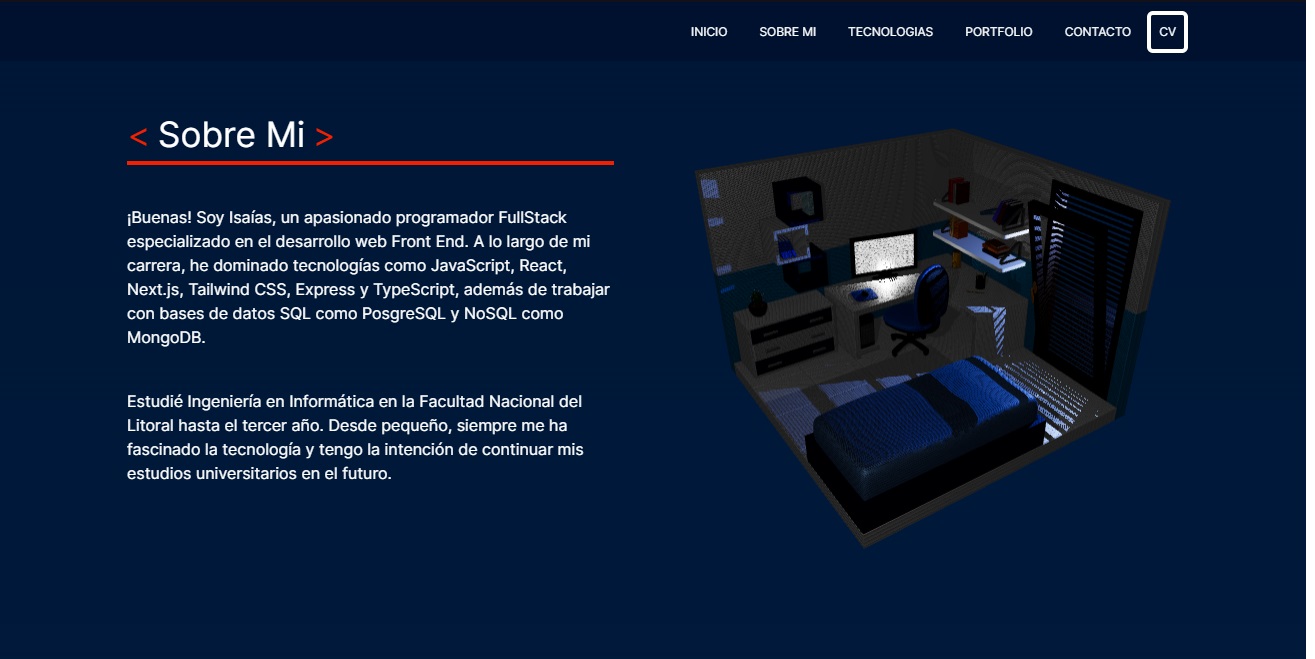 INICIO SOBRE MI TECNOLOGIAS PORTFOLIO CONTACTO CV
< Sobre Mi >
¡Buenas! Soy Isaías, un apasionado programador FullStack
especializado en el desarrollo web Front End. A lo largo de mi
carrera, he dominado tecnologías como JavaScript, React,
Next.js, Tailwind CSS, Express y TypeScript, además de trabajar
con bases de datos SQL como PosgreSQL y NoSQL como
MongoDB.
Estudié Ingeniería en Informática en la Facultad Nacional del
Litoral hasta el tercer año. Desde pequeño, siempre me ha
fascinado la tecnología y tengo la intención de continuar mis
estudios universitarios en el futuro.